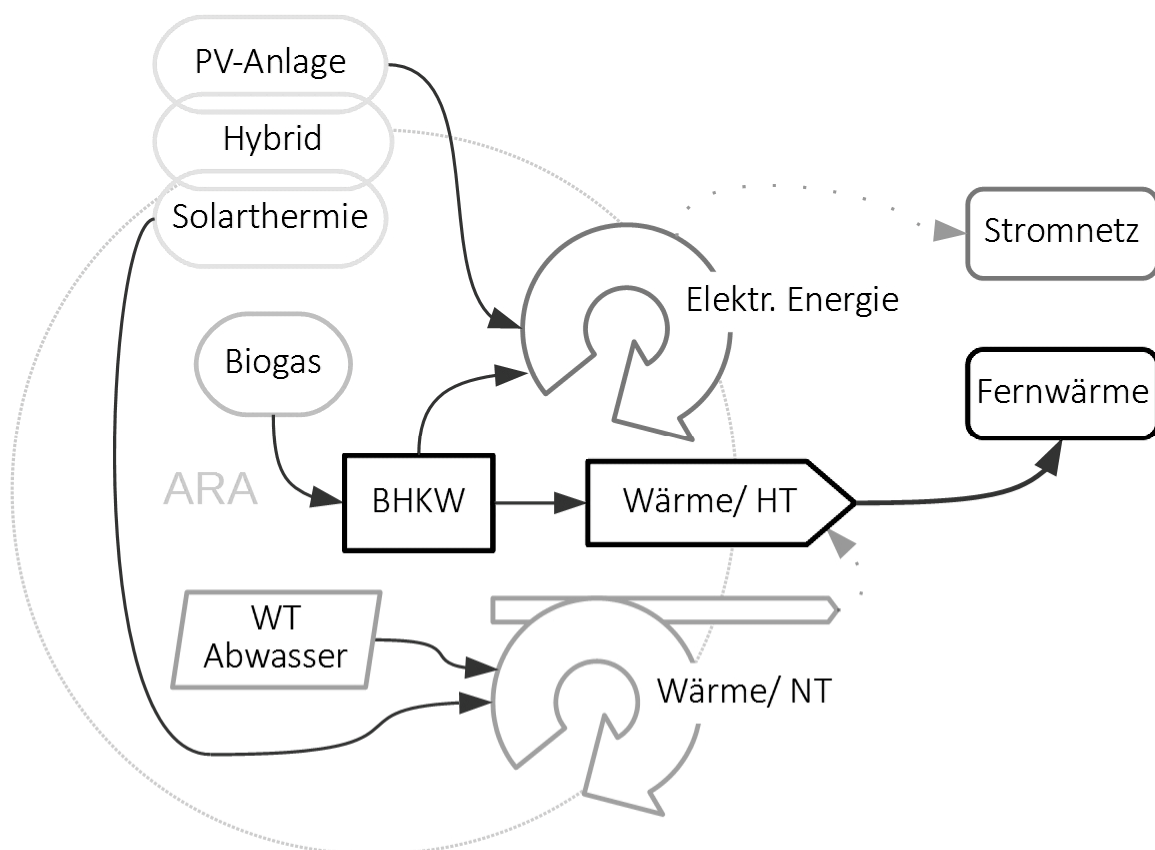 PV-Anlage
Hybrid
Solarthermie
Stromnetz
Elektr. Energie
Biogas
Fernwärme
ARA
BHKW
Wärme/ HT
WT
Abwasser
Wärme/ NT